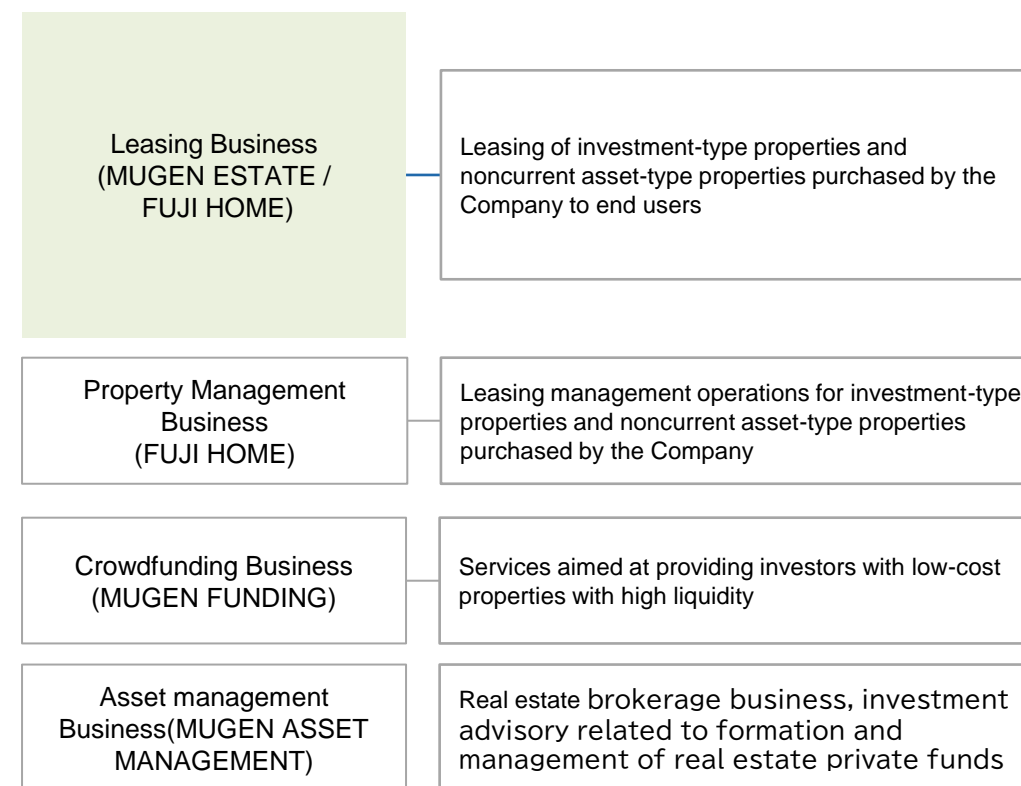 Leasing Business
(MUGEN ESTATE /
FUJI HOME)
Leasing of investment-type properties and
noncurrent asset-type properties purchased by the
Company to end users
Property Management
Business
(FUJI HOME)
Leasing management operations for investment-type
properties and noncurrent asset-type properties
purchased by the Company
Crowdfunding Business
(MUGEN FUNDING)
Services aimed at providing investors with low-cost
properties with high liquidity
Asset management
Business(MUGEN ASSET
MANAGEMENT)
Real estate brokerage business, investment
advisory related to formation and
management of real estate private funds